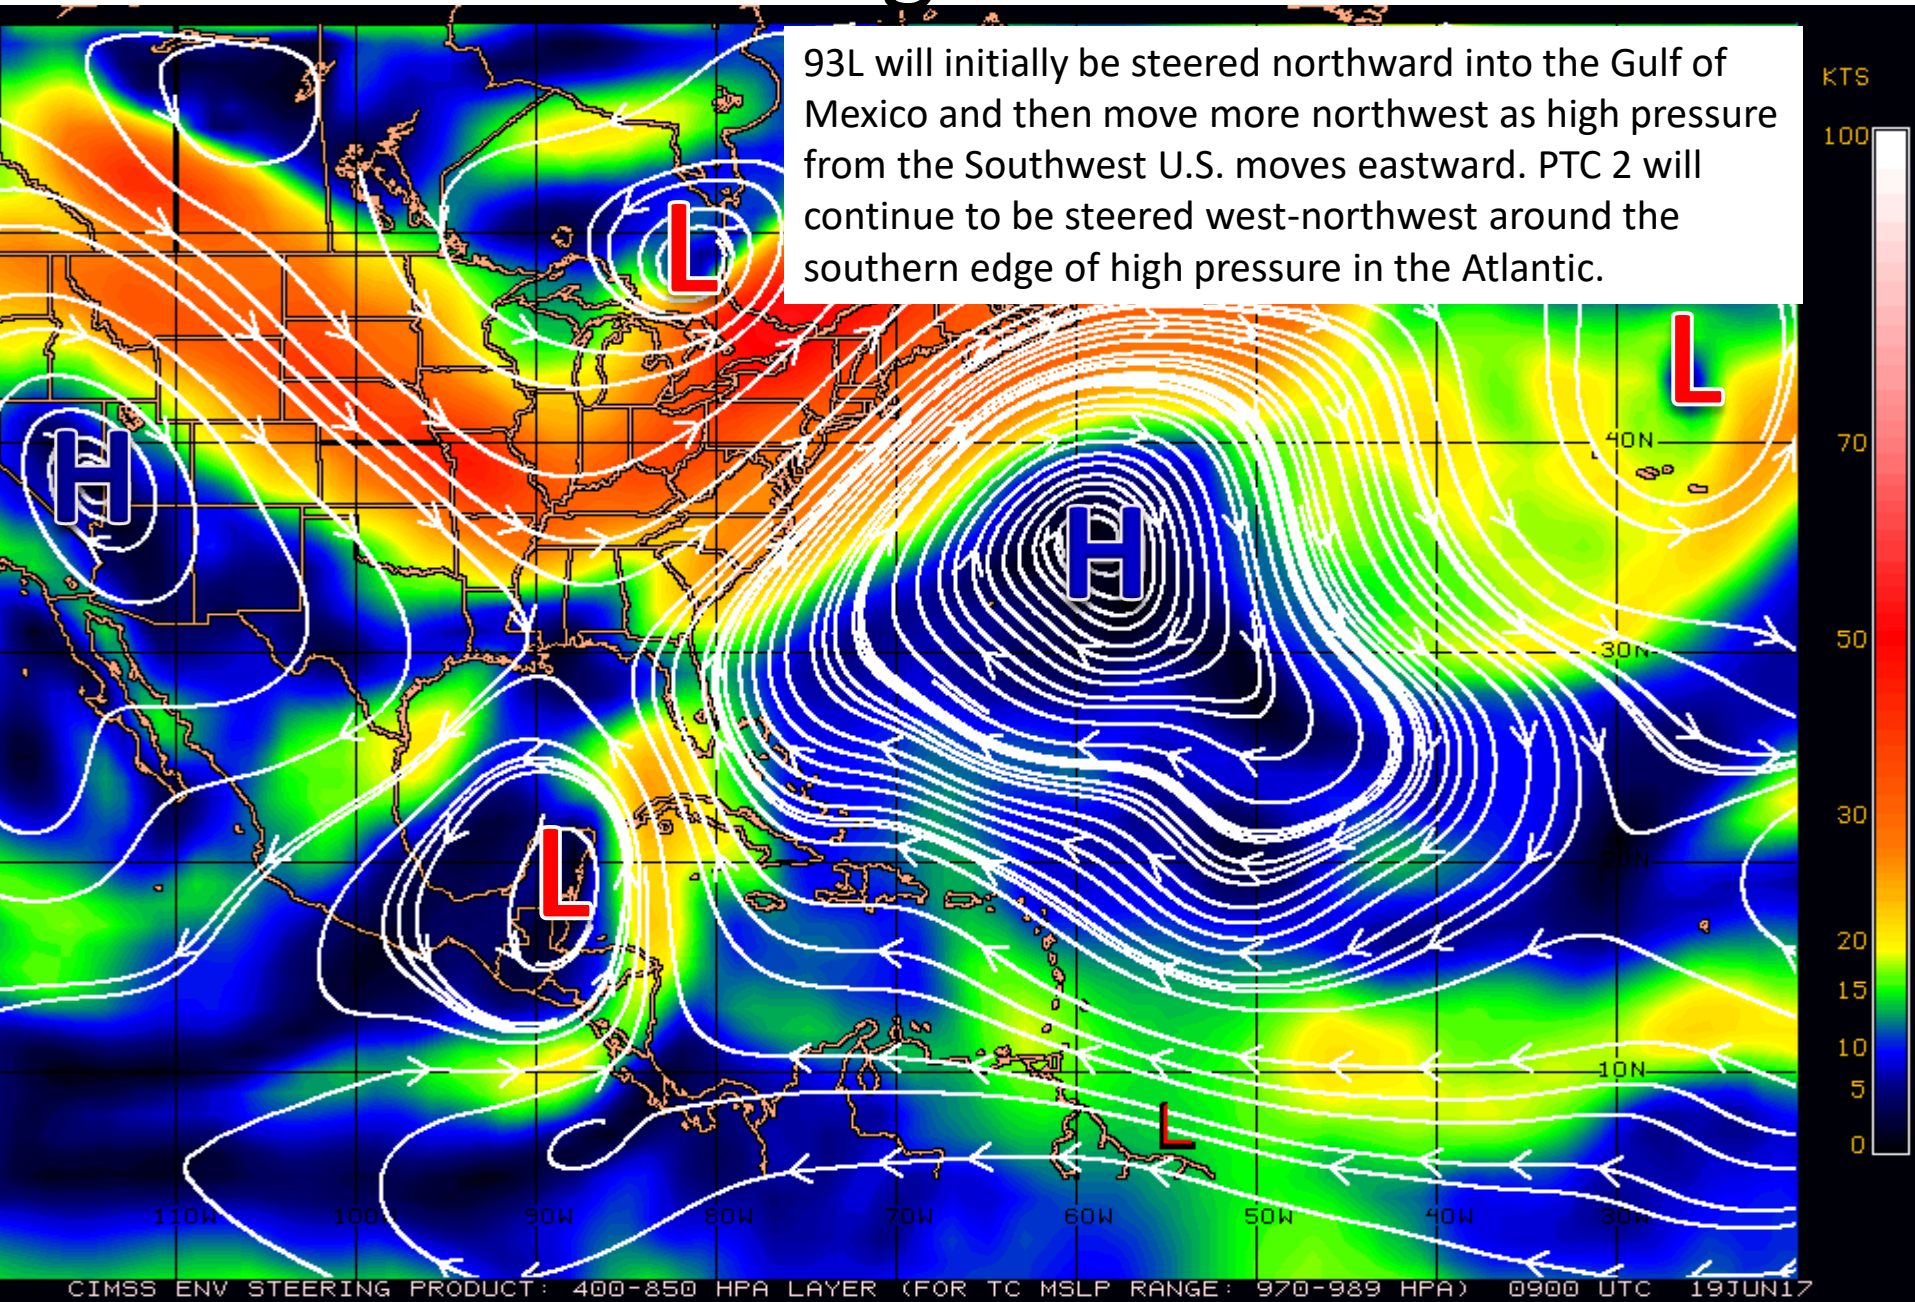 93L will initially be steered northward into the Gulf of
Mexico and then move more northwest as high pressure
from the Southwest U.S. moves eastward. PTC 2 will
continue to be steered west-northwest around the
southern edge of high pressure in the Atlantic.
KTS
100
L
L
40N
70
H
H
30N
50
30
L
20N
20
15
10N
10
5
L
0
110W 100W 90W 80W 70W 60W 50W 40W 30W
CIMSS ENV STEERING PRODUCT: 400-850 HPA LAYER (FOR TC MSLP RANGE: 970-989 HPA) 0900 UTC 19JUN17